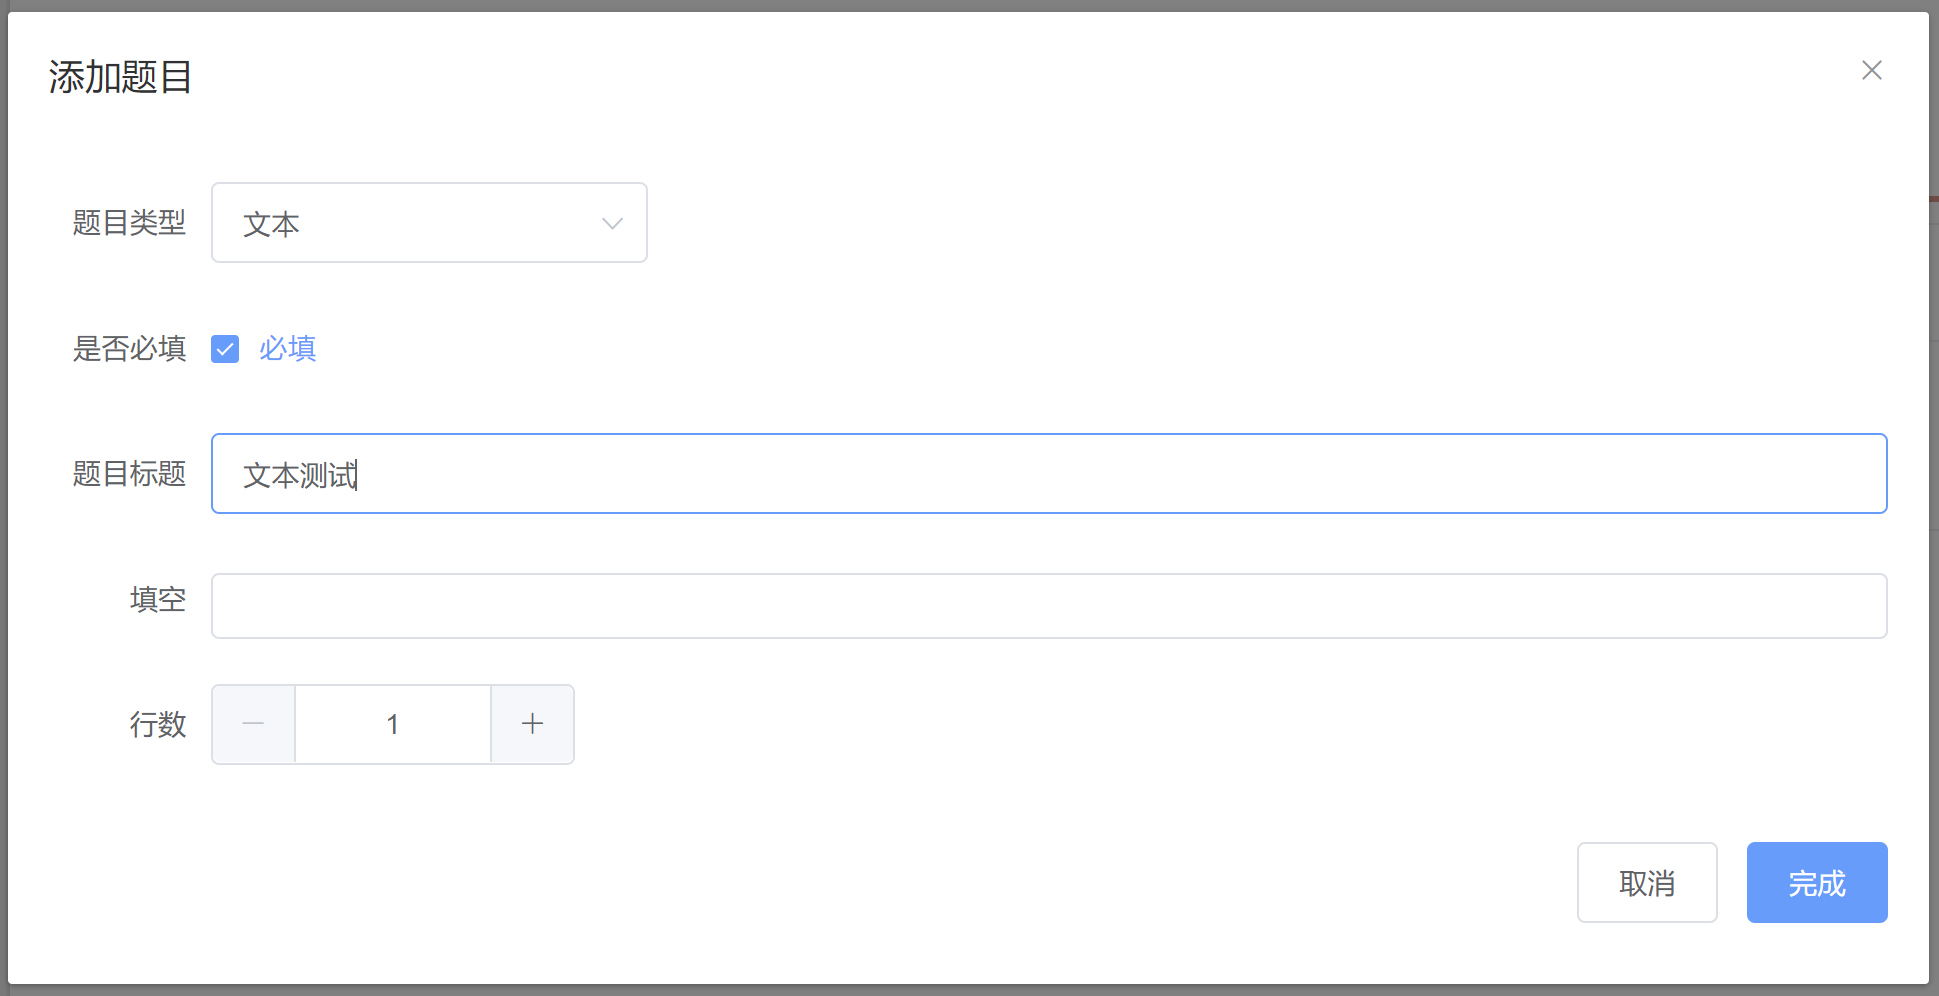 添加题目
题目类型 文本
是否必填 必填
题目标题 文本测试
填空
行数 1
取消 完成